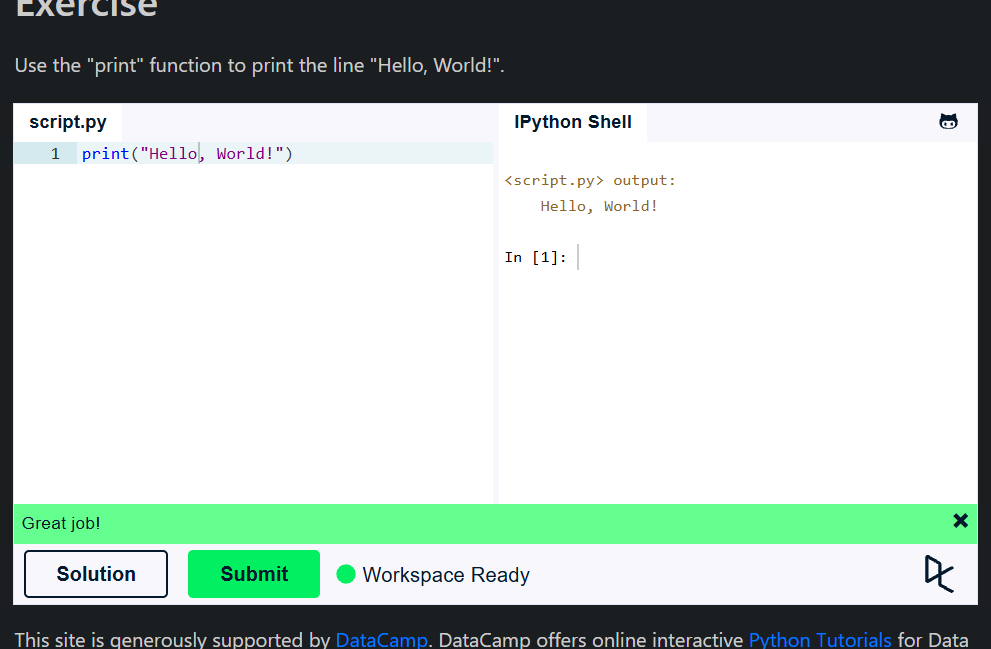 Exercise
Use the "print" function to print the line "Hello, World!".
script.py
IPython Shell
1 print("Hello, World!")
<script.py> output:
Hello, World!
In [1]:
Great job!
Solution Submit Workspace Ready
This site is generously supported by DataCamp. DataCamp offers online interactive Python Tutorials for Data